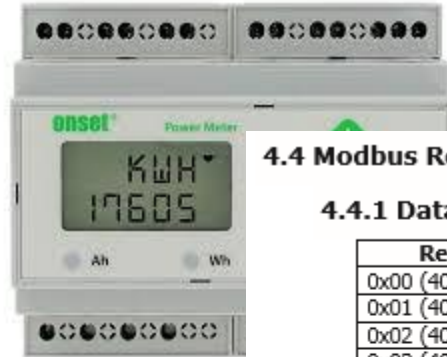 onset
Power Meter
KWH
17605
Ah Wh
4.4 Modbus Re
4.4.1 Data
Re
0x00 (40
0x01 (40
0x02 (40